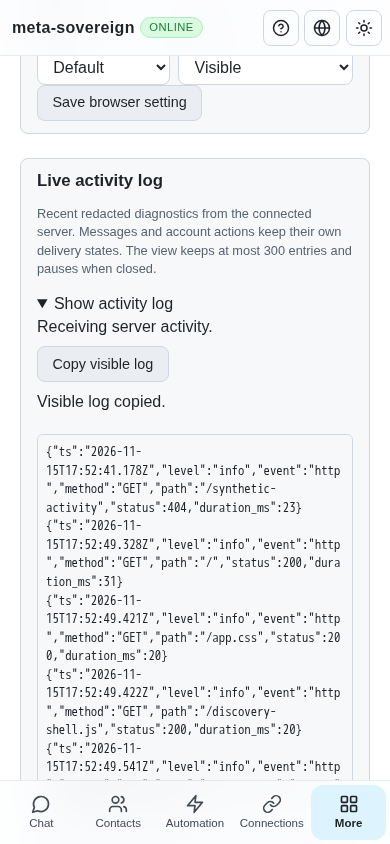 meta-sovereign ONLINE
Default Visible
Save browser setting
Live activity log
Recent redacted diagnostics from the connected
server. Messages and account actions keep their own
delivery states. The view keeps at most 300 entries and
pauses when closed.
▼ Show activity log
Receiving server activity.
Copy visible log
Visible log copied.
{"ts":"2026-11-
15T17:52:41.178Z","level":"info","event":"http
","method":"GET","path":"/synthetic-
activity","status":404,"duration_ms":23}
{"ts":"2026-11-
15T17:52:49.328Z","level":"info","event":"http
","method":"GET","path":"/","status":200,"dura
tion_ms":31}
{"ts":"2026-11-
15T17:52:49.421Z","level":"info","event":"http
","method":"GET","path":"/app.css","status":20
0,"duration_ms":20}
{"ts":"2026-11-
15T17:52:49.422Z","level":"info","event":"http
","method":"GET","path":"/discovery-
shell.js","status":200,"duration_ms":20}
{"ts":"2026-11-
15T17:52:49.541Z","level":"info","event":"http
Chat Contacts Automation Connections More